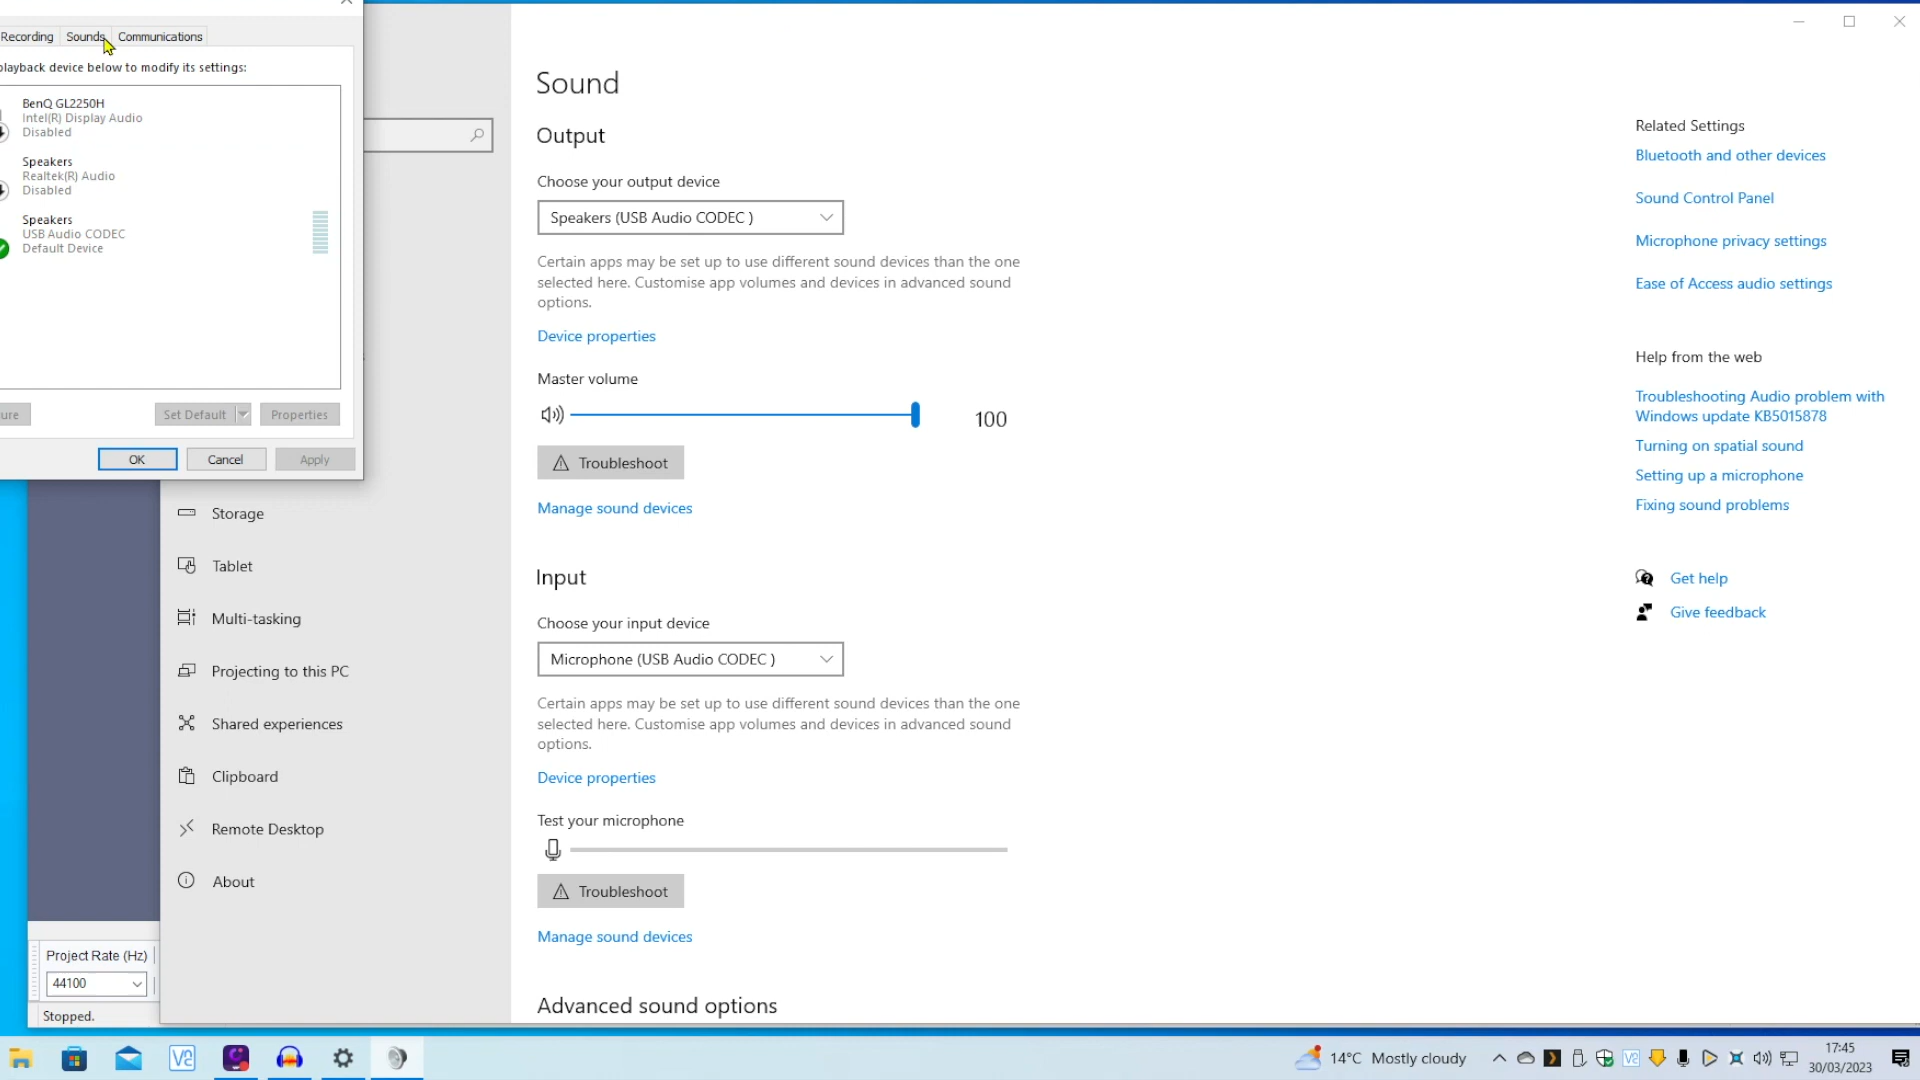 Recording Sounds Communications
playback device below to modify its settings:
BenQ GL2250H
Intel(R) Display Audio
Disabled
Speakers
Realtek(R) Audio
Disabled
Speakers
USB Audio CODEC
Default Device
ure Set Default Properties
OK Cancel Apply
Storage
Tablet
Multi-tasking
Projecting to this PC
Shared experiences
Clipboard
Remote Desktop
About
Project Rate (Hz)
44100
Stopped.
Sound
Output
Choose your output device
Speakers (USB Audio CODEC )
Certain apps may be set up to use different sound devices than the one
selected here. Customise app volumes and devices in advanced sound
options.
Device properties
Master volume
100
Troubleshoot
Manage sound devices
Input
Choose your input device
Microphone (USB Audio CODEC )
Certain apps may be set up to use different sound devices than the one
selected here. Customise app volumes and devices in advanced sound
options.
Device properties
Test your microphone
Troubleshoot
Manage sound devices
Advanced sound options
Related Settings
Bluetooth and other devices
Sound Control Panel
Microphone privacy settings
Ease of Access audio settings
Help from the web
Troubleshooting Audio problem with
Windows update KB5015878
Turning on spatial sound
Setting up a microphone
Fixing sound problems
Get help
Give feedback
14°C Mostly cloudy
17:45
30/03/2023